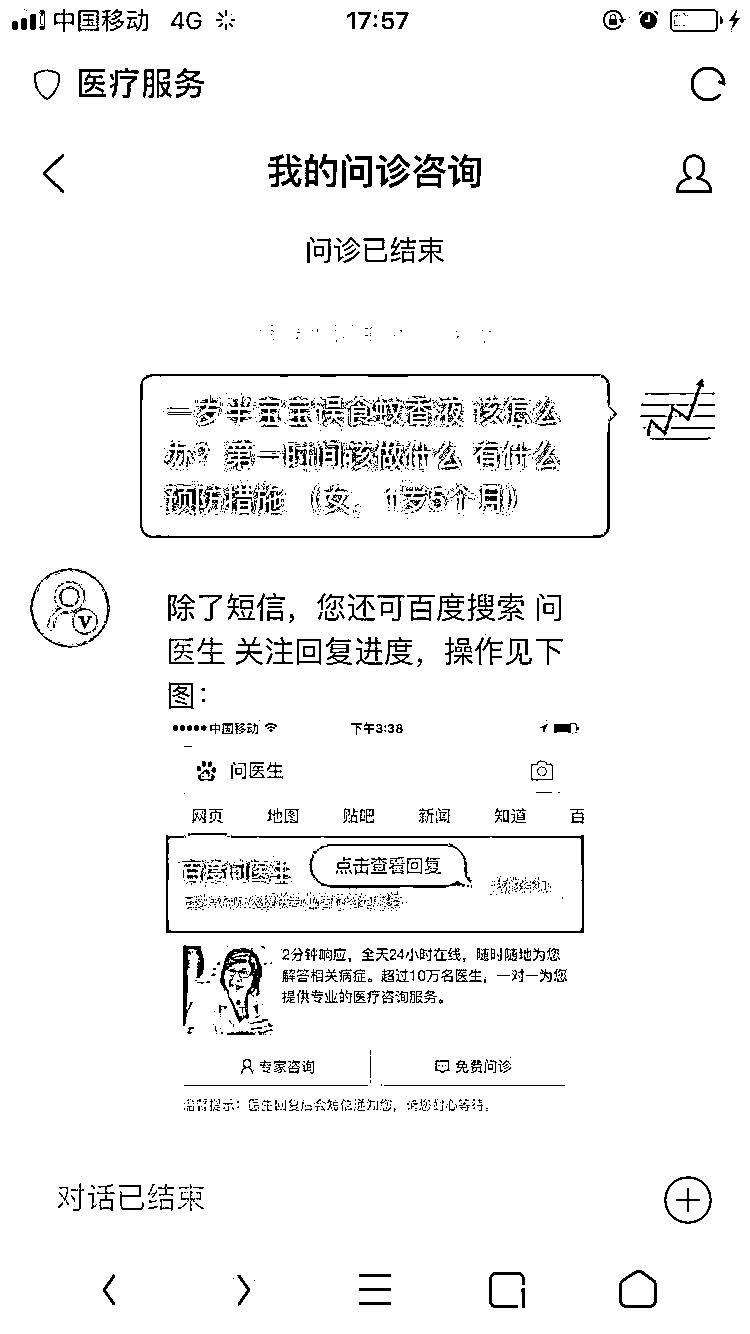 中国移动 4G 17:57
医疗服务
我的问诊咨询
问诊已结束
一岁半宝宝误食蚊香液 该怎么
办？第一时间该做什么 有什么
预防措施 （女，1岁5个月）
除了短信，您还可百度搜索 问
医生 关注回复进度，操作见下
图：
中国移动 下午3:38
问医生
网页 地图 贴吧 新闻 知道 百
百度问医生 点击查看回复
2分钟响应，全天24小时在线，随时随地为您
解答相关病症。超过10万名医生，一对一为您
提供专业的医疗咨询服务。
专家咨询 免费问诊
温馨提示：医生回复后会短信通知您，请您耐心等待。
对话已结束